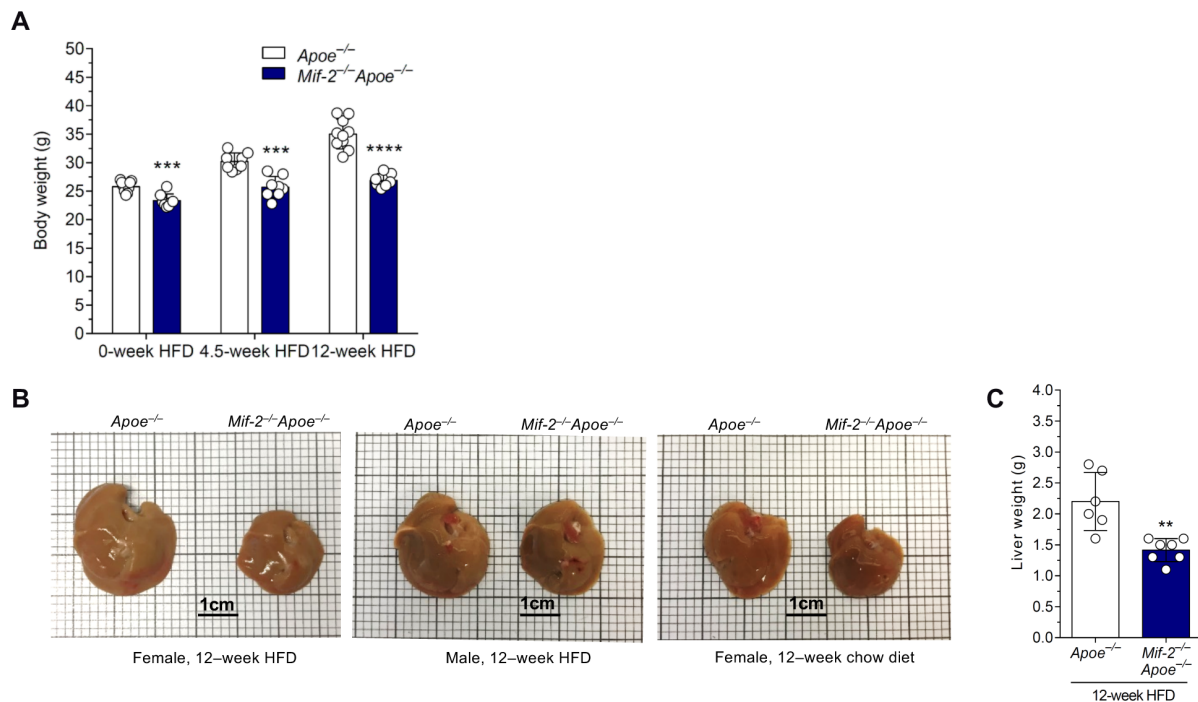 A
Body weight (g)
50
45
40
35
30
25
20
15
10
5
0
Apoe–/–
Mif-2–/–Apoe–/–
***
***
****
0-week HFD 4.5-week HFD 12-week HFD
B
Apoe–/– Mif-2–/–Apoe–/–
1cm
Female, 12–week HFD
Apoe–/– Mif-2–/–Apoe–/–
1cm
Male, 12–week HFD
Apoe–/– Mif-2–/–Apoe–/–
1cm
Female, 12–week chow diet
C
Liver weight (g)
4.0
3.5
3.0
2.5
2.0
1.5
1.0
0.5
0.0
**
Apoe–/–
Mif-2–/–
Apoe–/–
12-week HFD